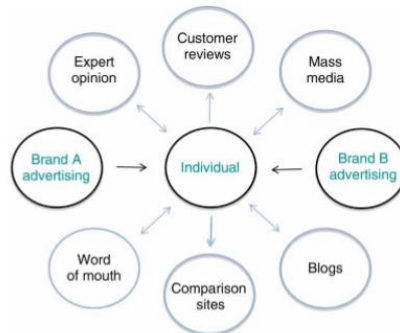 Customer
reviews
Expert
opinion
Mass
media
Brand A
advertising
Individual
Brand B
advertising
Word
of mouth
Comparison
sites
Blogs